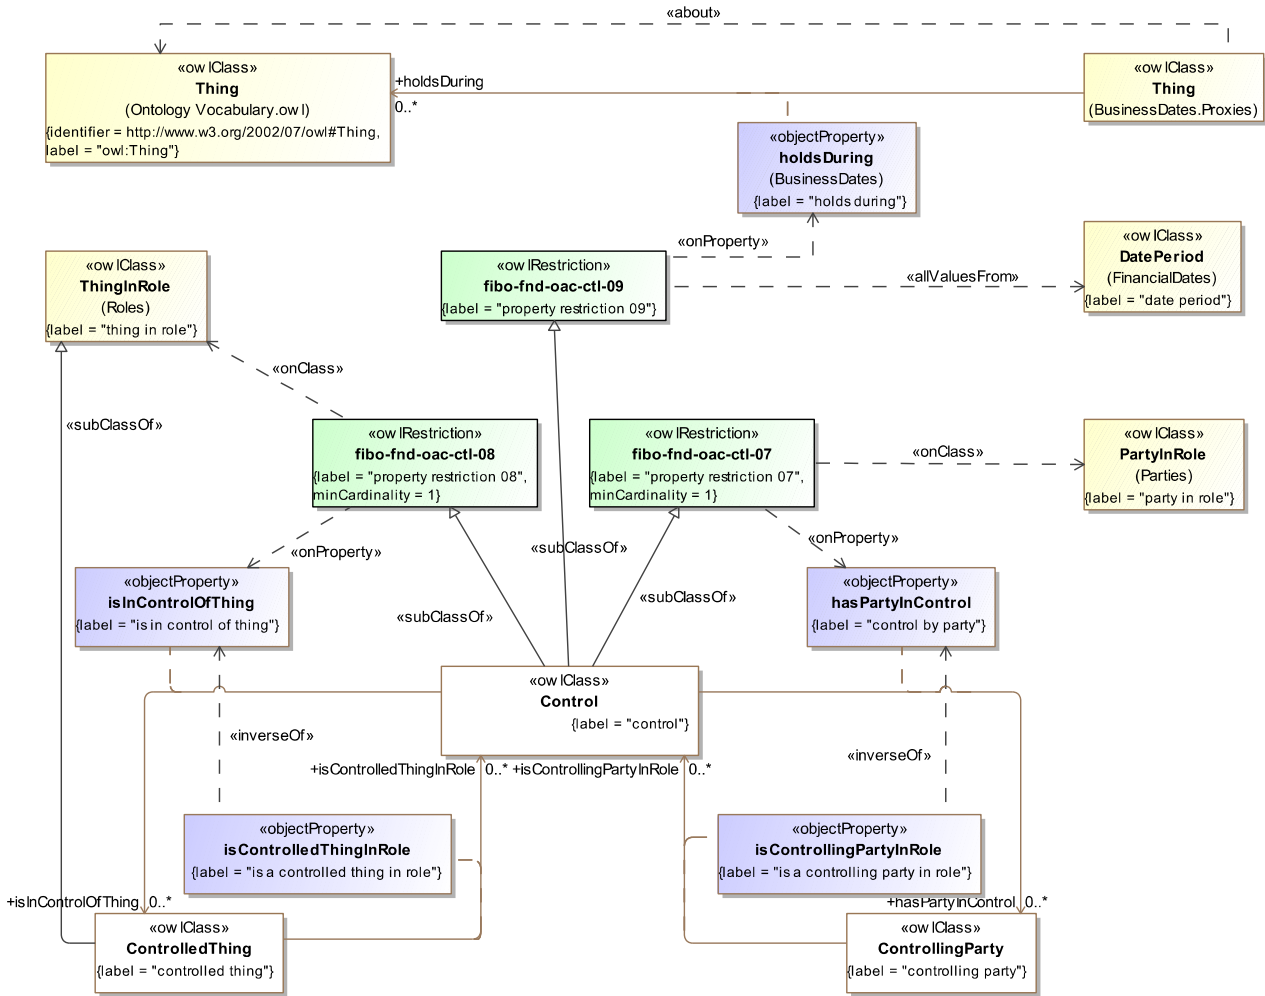 «about»
«owlClass»
Thing
(Ontology Vocabulary.owl)
{identifier = http://www.w3.org/2002/07/owl#Thing,
label = "owl:Thing"}
+holdsDuring
0..*
«owlClass»
Thing
(BusinessDates.Proxies)
«objectProperty»
holdsDuring
(BusinessDates)
{label = "holds during"}
«owlClass»
ThingInRole
(Roles)
{label = "thing in role"}
«owlRestriction»
fibo-fnd-oac-ctl-09
{label = "property restriction 09"}
«onProperty»
«allValuesFrom»
«owlClass»
DatePeriod
(FinancialDates)
{label = "date period"}
«onClass»
«subClassOf»
«owlRestriction»
fibo-fnd-oac-ctl-08
{label = "property restriction 08",
minCardinality = 1}
«owlRestriction»
fibo-fnd-oac-ctl-07
{label = "property restriction 07",
minCardinality = 1}
«onClass»
«owlClass»
PartyInRole
(Parties)
{label = "party in role"}
«onProperty»
«subClassOf»
«onProperty»
«objectProperty»
isInControlOfThing
{label = "is in control of thing"}
«subClassOf»
«subClassOf»
«objectProperty»
hasPartyInControl
{label = "control by party"}
«owlClass»
Control
{label = "control"}
«inverseOf»
«inverseOf»
+isControlledThingInRole 0..*
+isControllingPartyInRole 0..*
«objectProperty»
isControlledThingInRole
{label = "is a controlled thing in role"}
«objectProperty»
isControllingPartyInRole
{label = "is a controlling party in role"}
+isInControlOfThing 0..*
+hasPartyInControl 0..*
«owlClass»
ControlledThing
{label = "controlled thing"}
«owlClass»
ControllingParty
{label = "controlling party"}